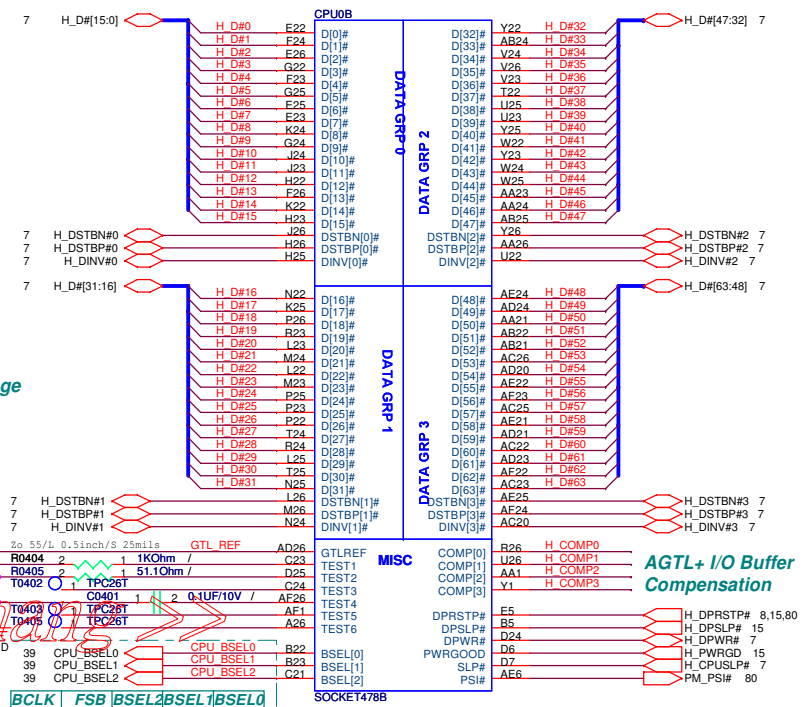 CPU0B
7 H_D#[15:0] H_D#[47:32] 7
H_D#0 E22 D[0]# D[32]# Y22 H_D#32
H_D#1 F24 D[1]# D[33]# AB24 H_D#33
H_D#2 E26 D[2]# D[34]# V24 H_D#34
H_D#3 G22 D[3]# D[35]# V26 H_D#35
H_D#4 F23 D[4]# D[36]# V23 H_D#36
H_D#5 G25 D[5]# D[37]# T22 H_D#37
H_D#6 E25 D[6]# D[38]# U25 H_D#38
H_D#7 E23 D[7]# D[39]# U23 H_D#39
H_D#8 K24 D[8]# D[40]# Y25 H_D#40
H_D#9 G24 D[9]# D[41]# W22 H_D#41
H_D#10 J24 D[10]# D[42]# Y23 H_D#42
H_D#11 J23 D[11]# D[43]# W24 H_D#43
H_D#12 H22 D[12]# D[44]# W25 H_D#44
H_D#13 F26 D[13]# D[45]# AA23 H_D#45
H_D#14 K22 D[14]# D[46]# AA24 H_D#46
H_D#15 H23 D[15]# D[47]# AB25 H_D#47
7 H_DSTBN#0 J26 DSTBN[0]# DSTBN[2]# Y26 H_DSTBN#2 7
7 H_DSTBP#0 H26 DSTBP[0]# DSTBP[2]# AA26 H_DSTBP#2 7
7 H_DINV#0 H25 DINV[0]# DINV[2]# U22 H_DINV#2 7
DATA GRP 0
DATA GRP 2
7 H_D#[31:16] H_D#[63:48] 7
H_D#16 N22 D[16]# D[48]# AE24 H_D#48
H_D#17 K25 D[17]# D[49]# AD24 H_D#49
H_D#18 P26 D[18]# D[50]# AA21 H_D#50
H_D#19 R23 D[19]# D[51]# AB22 H_D#51
H_D#20 L23 D[20]# D[52]# AB21 H_D#52
H_D#21 M24 D[21]# D[53]# AC26 H_D#53
H_D#22 L22 D[22]# D[54]# AD20 H_D#54
H_D#23 M23 D[23]# D[55]# AE22 H_D#55
H_D#24 P25 D[24]# D[56]# AF23 H_D#56
H_D#25 P23 D[25]# D[57]# AC25 H_D#57
H_D#26 P22 D[26]# D[58]# AE21 H_D#58
H_D#27 T24 D[27]# D[59]# AD21 H_D#59
H_D#28 R24 D[28]# D[60]# AC22 H_D#60
H_D#29 L25 D[29]# D[61]# AD23 H_D#61
H_D#30 T25 D[30]# D[62]# AF22 H_D#62
H_D#31 N25 D[31]# D[63]# AC23 H_D#63
7 H_DSTBN#1 L26 DSTBN[1]# DSTBN[3]# AE25 H_DSTBN#3 7
7 H_DSTBP#1 M26 DSTBP[1]# DSTBP[3]# AF24 H_DSTBP#3 7
7 H_DINV#1 N24 DINV[1]# DINV[3]# AC20 H_DINV#3 7
DATA GRP 1
DATA GRP 3
ge
Zo 55/L 0.5inch/S 25mils GTL_REF AD26 GTLREF MISC COMP[0] R26 H_COMP0
R0404 2 1 1KOhm / C23 TEST1 COMP[1] U26 H_COMP1
R0405 2 1 51.1Ohm / D25 TEST2 COMP[2] AA1 H_COMP2
T0402 1 TPC26T C24 TEST3 COMP[3] Y1 H_COMP3
C0401 1 2 0.1UF/10V / AF26 TEST4
T0403 1 TPC26T AF1 TEST5 DPRSTP# E5 H_DPRSTP# 8,15,80
T0405 1 TPC26T A26 TEST6 DPSLP# B5 H_DPSLP# 15
AGTL+ I/O Buffer
Compensation
DPWR# D24 H_DPWR# 7
39 CPU_BSEL0 CPU_BSEL0 B22 BSEL[0] PWRGOOD D6 H_PWRGD 15
39 CPU_BSEL1 CPU_BSEL1 B23 BSEL[1] SLP# D7 H_CPUSLP# 7
39 CPU_BSEL2 CPU_BSEL2 C21 BSEL[2] PSI# AE6 PM_PSI# 80
SOCKET478B
BCLK FSB BSEL2 BSEL1 BSEL0